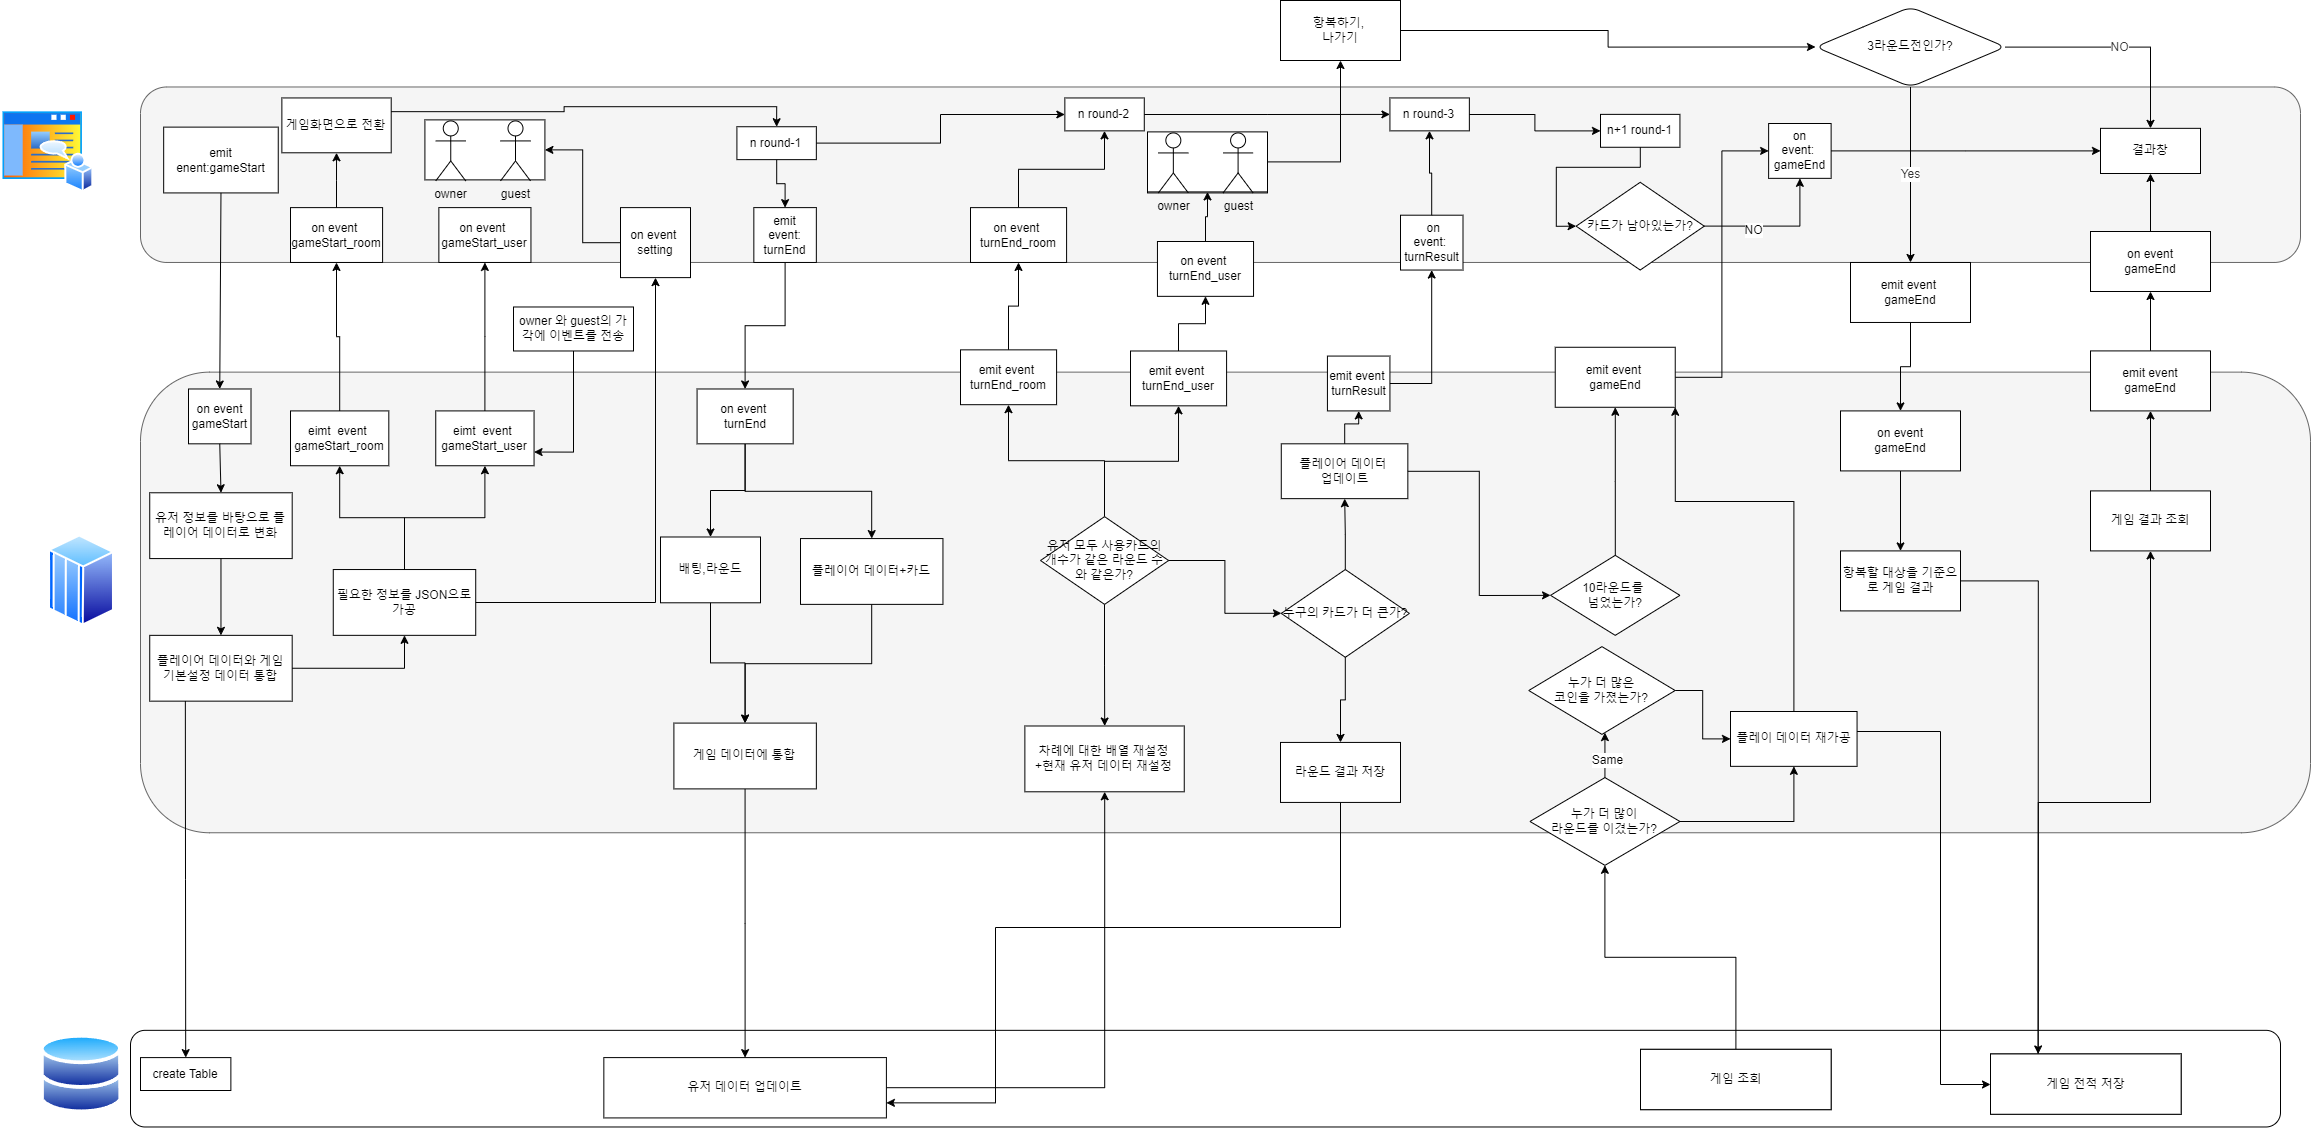 항복하기,
나가기
3라운드전인가?
NO
emit
enent:gameStart
게임화면으로 전환
owner
guest
n round-1
n round-2
owner
guest
n round-3
n+1 round-1
on
event:
gameEnd
결과창
Yes
on event
gameStart_room
on event
gameStart_user
on event
setting
emit
event:
turnEnd
on event
turnEnd_room
on event
turnEnd_user
on
event:
turnResult
카드가 남아있는가?
NO
emit event
gameEnd
on event
gameEnd
owner 와 guest의 가
각에 이벤트를 전송
emit event
turnEnd_room
emit event
turnEnd_user
emit event
turnResult
emit event
gameEnd
emit event
gameEnd
on event
gameStart
eimt  event
gameStart_room
eimt  event
gameStart_user
on event
turnEnd
on event
gameEnd
플레이어 데이터
업데이트
유저 정보를 바탕으로 플
레이어 데이터로 변화
게임 결과 조회
유저 모두 사용카드의
개수가 같은 라운드 수
와 같은가?
배팅,라운드
플레이어 데이터+카드
필요한 정보를 JSON으로
가공
누구의 카드가 더 큰가?
10라운드를
넘었는가?
항복할 대상을 기준으
로 게임 결과
플레이어 데이터와 게임
기본설정 데이터 통합
누가 더 많은
코인을 가졌는가?
게임 데이터에 통합
차례에 대한 배열 재설정
+현재 유저 데이터 재설정
라운드 결과 저장
플레이 데이터 재가공
Same
누가 더 많이
라운드를 이겼는가?
create Table
유저 데이터 업데이트
게임 조회
게임 전적 저장